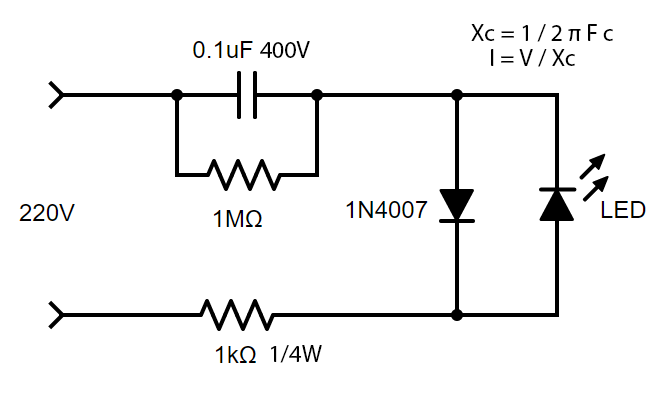 Xc = 1 / 2 π F c
I = V / Xc
0.1uF 400V
1MΩ
220V
1N4007
LED
1kΩ 1/4W